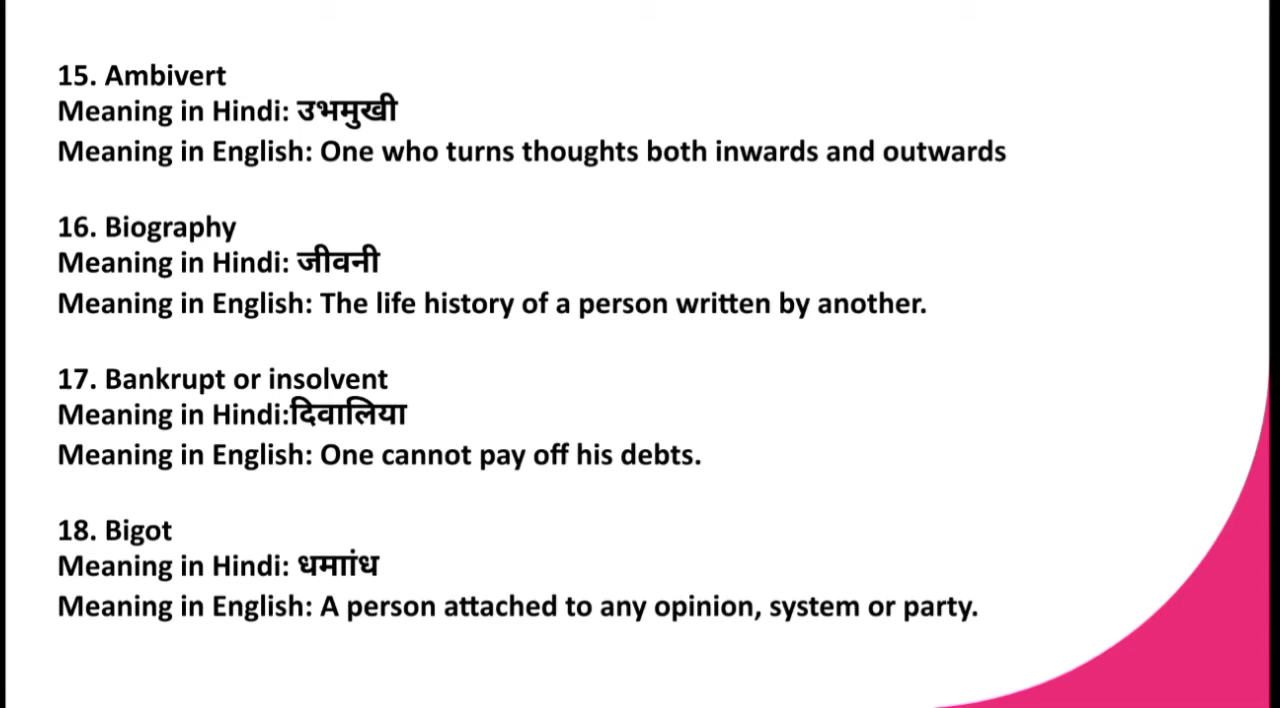 15. Ambivert
Meaning in Hindi: उभमुखी
Meaning in English: One who turns thoughts both inwards and outwards
16. Biography
Meaning in Hindi: जीवनी
Meaning in English: The life history of a person written by another.
17. Bankrupt or insolvent
Meaning in Hindi:दिवालिया
Meaning in English: One cannot pay off his debts.
18. Bigot
Meaning in Hindi: धमाांध
Meaning in English: A person attached to any opinion, system or party.